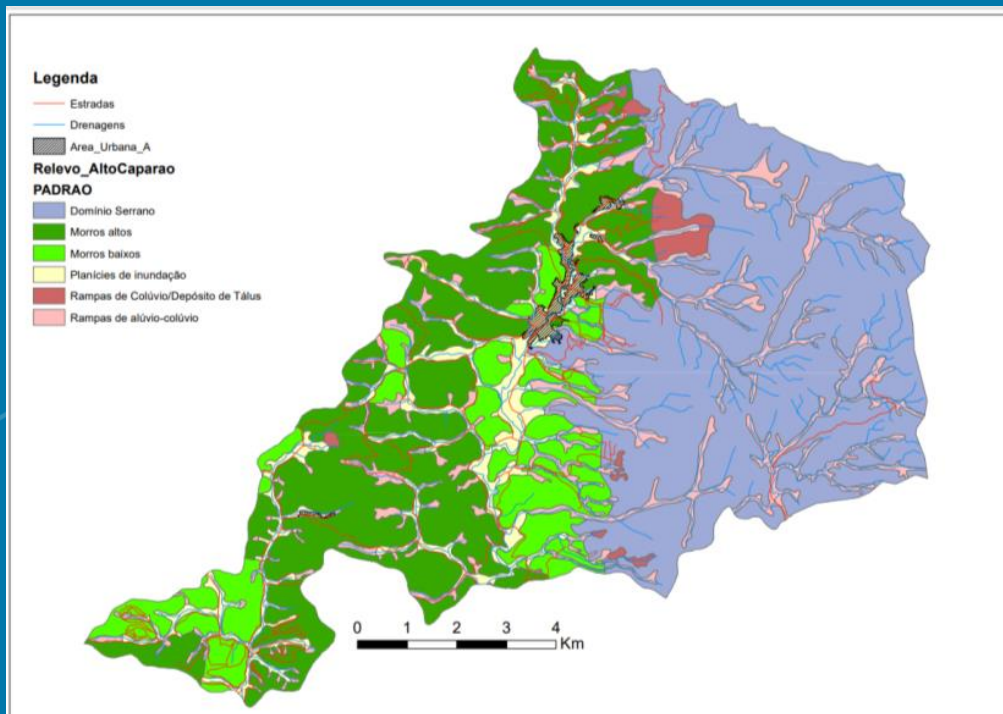 Legenda
Estradas
Drenagens
Area_Urbana_A
Relevo_AltoCaparao
PADRAO
Domínio Serrano
Morros altos
Morros baixos
Planícies de inundação
Rampas de Colúvio/Depósito de Tálus
Rampas de alúvio-colúvio
0 1 2 3 4
Km